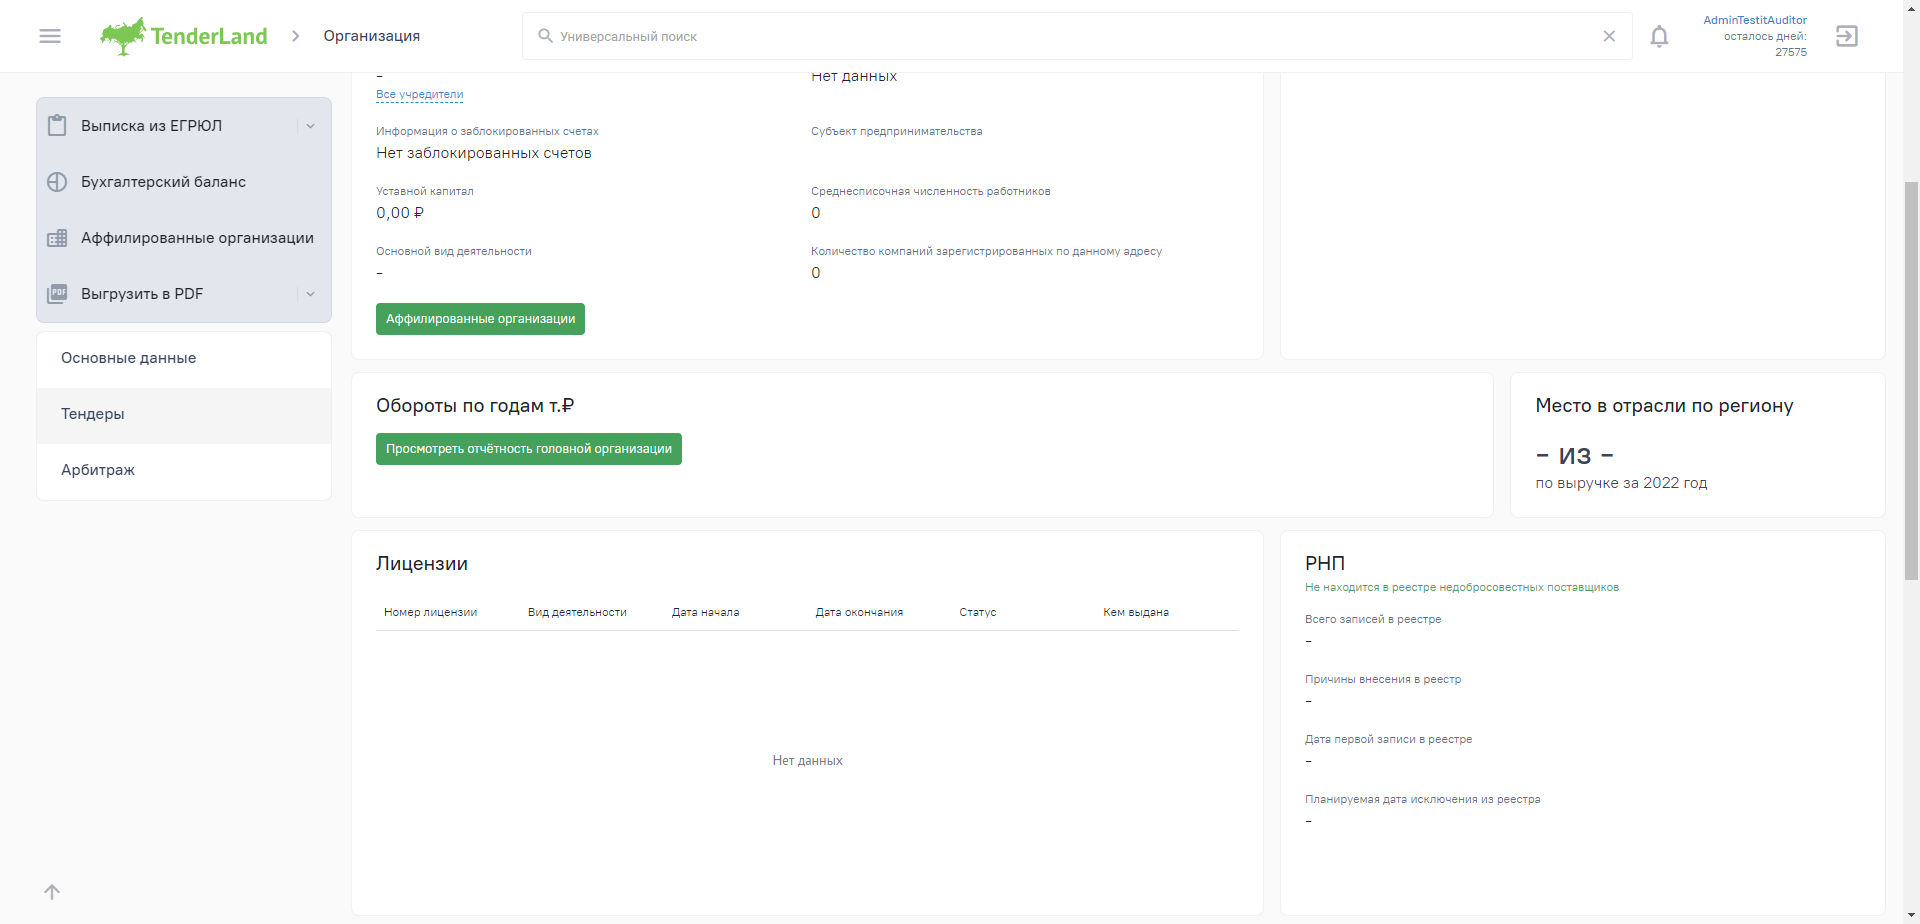 TenderLand
Организация
Универсальный поиск
AdminTestitAuditor
осталось дней:
27575
Выписка из ЕГРЮЛ
Бухгалтерский баланс
Аффилированные организации
PDF
Выгрузить в PDF
Основные данные
Тендеры
Арбитраж
–
Все учредители
Нет данных
Информация о заблокированных счетах
Нет заблокированных счетов
Субъект предпринимательства
Уставной капитал
0,00 ₽
Среднесписочная численность работников
0
Основной вид деятельности
–
Количество компаний зарегистрированных по данному адресу
0
Аффилированные организации
Обороты по годам т.₽
Просмотреть отчётность головной организации
Место в отрасли по региону
– из –
по выручке за 2022 год
Лицензии
Номер лицензии Вид деятельности Дата начала Дата окончания Статус Кем выдана
Нет данных
РНП
Не находится в реестре недобросовестных поставщиков
Всего записей в реестре
–
Причины внесения в реестр
–
Дата первой записи в реестре
–
Планируемая дата исключения из реестра
–